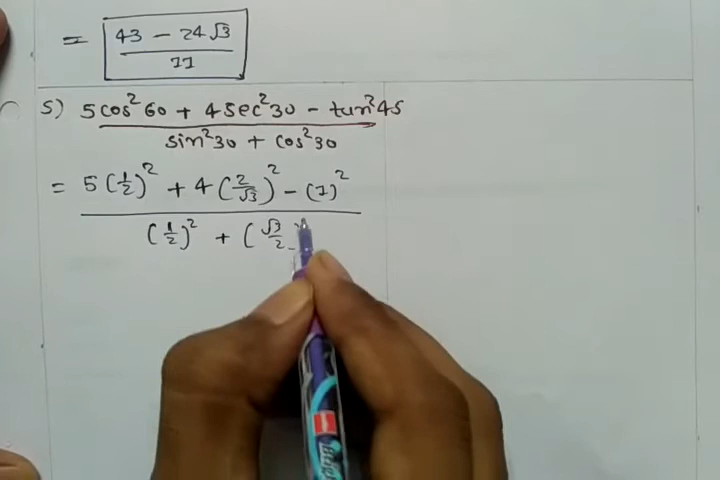 = 43 - 24√3
11
5) 5cos²60 + 4sec²30 - tan²45
sin²30 + cos²30
= 5(1/2)² + 4(2/√3)² - (1)²
(1/2)² + (√3/2